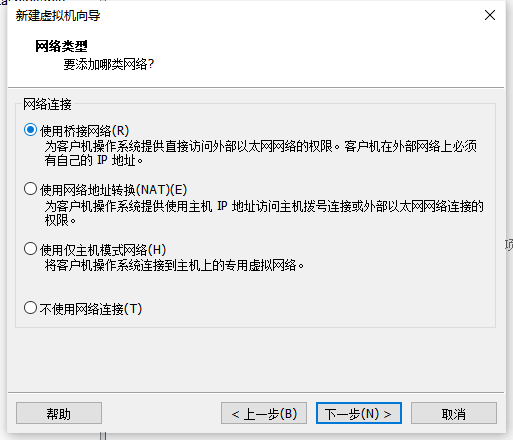 新建虚拟机向导
网络类型
要添加哪类网络?
网络连接
使用桥接网络(R)
为客户机操作系统提供直接访问外部以太网网络的权限。客户机在外部网络上必须
有自己的 IP 地址。
使用网络地址转换(NAT)(E)
为客户机操作系统提供使用主机 IP 地址访问主机拨号连接或外部以太网网络连接的
权限。
使用仅主机模式网络(H)
将客户机操作系统连接到主机上的专用虚拟网络。
项
不使用网络连接(T)
帮助
< 上一步(B)
下一步(N) >
取消